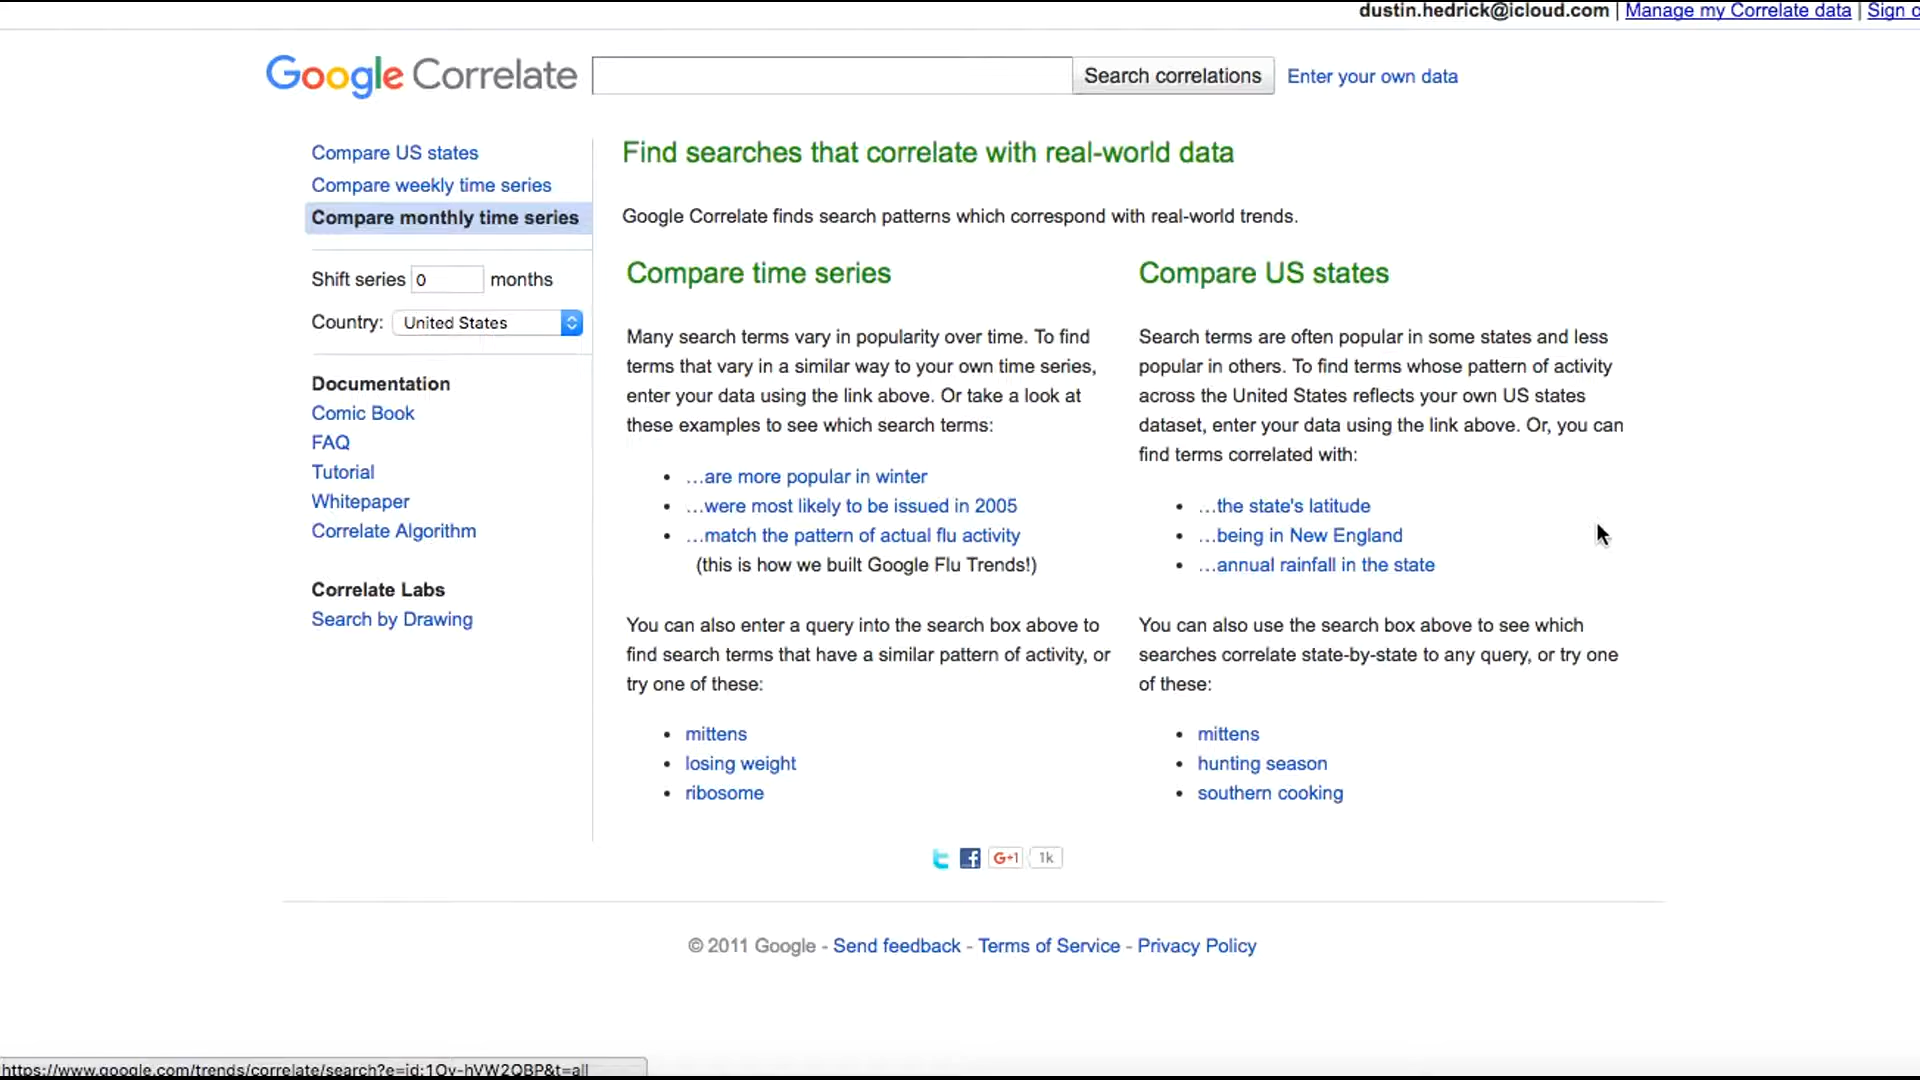 dustin.hedrick@icloud.com | Manage my Correlate data | Sign
Google Correlate
Search correlations
Enter your own data
Compare US states
Compare weekly time series
Compare monthly time series
Shift series 0 months
Country: United States
Documentation
Comic Book
FAQ
Tutorial
Whitepaper
Correlate Algorithm
Correlate Labs
Search by Drawing
Find searches that correlate with real-world data
Google Correlate finds search patterns which correspond with real-world trends.
Compare time series
Many search terms vary in popularity over time. To find
terms that vary in a similar way to your own time series,
enter your data using the link above. Or take a look at
these examples to see which search terms:
• …are more popular in winter
• …were most likely to be issued in 2005
• …match the pattern of actual flu activity
(this is how we built Google Flu Trends!)
You can also enter a query into the search box above to
find search terms that have a similar pattern of activity, or
try one of these:
• mittens
• losing weight
• ribosome
Compare US states
Search terms are often popular in some states and less
popular in others. To find terms whose pattern of activity
across the United States reflects your own US states
dataset, enter your data using the link above. Or, you can
find terms correlated with:
• …the state's latitude
• …being in New England
• …annual rainfall in the state
You can also use the search box above to see which
searches correlate state-by-state to any query, or try one
of these:
• mittens
• hunting season
• southern cooking
G+1 1k
© 2011 Google - Send feedback - Terms of Service - Privacy Policy
https://www.google.com/trends/correlate/search?e=id:1Ov-hVW2QBP&t=all